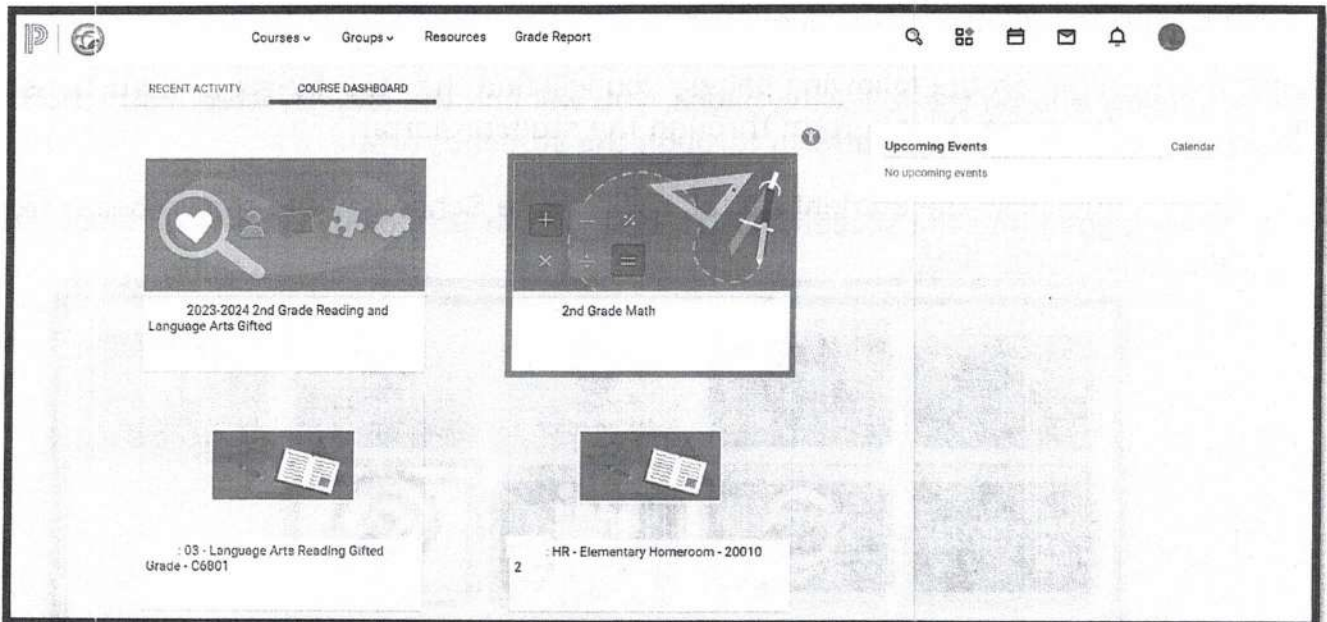 Courses Groups Resources Grade Report
RECENT ACTIVITY COURSE DASHBOARD
Upcoming Events Calendar
No upcoming events
2023-2024 2nd Grade Reading and
Language Arts Gifted
2nd Grade Math
: 03 - Language Arts Reading Gifted
Grade - C6801
: HR - Elementary Homeroom - 20010
2